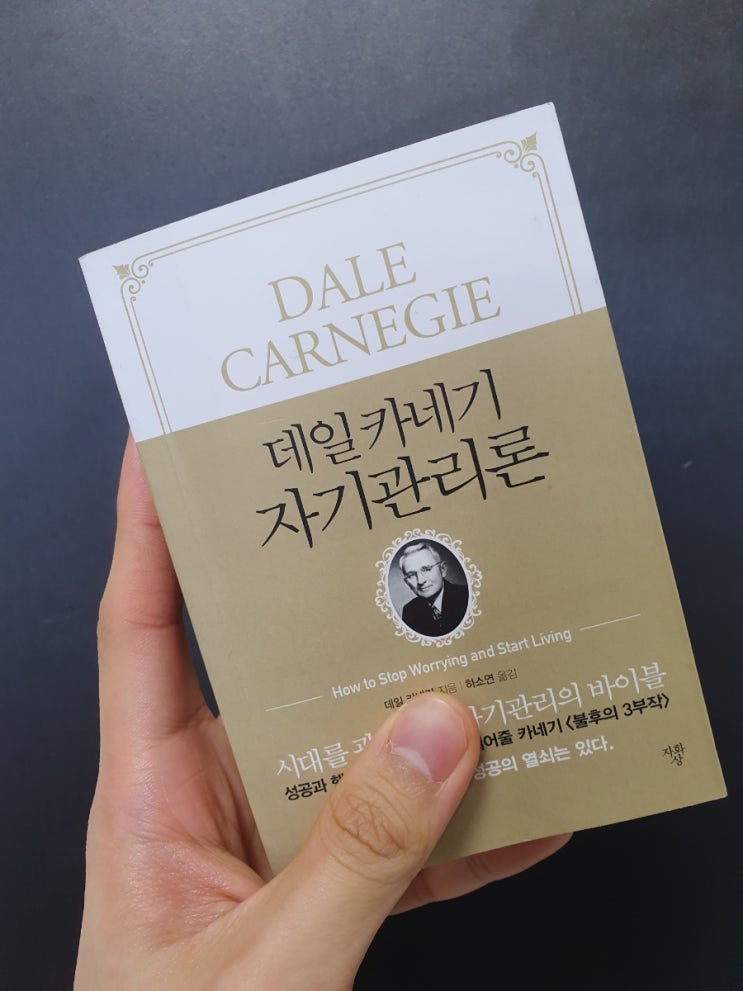 DALE
CARNEGIE
데일 카네기
자기관리론
How to Stop Worrying and Start Living
데일 지음 | 하소연 옮김
시대를 자기관리의 바이블
성공과 카네기 <불후의 3부작>
성공의 열쇠는 있다.
자화
상